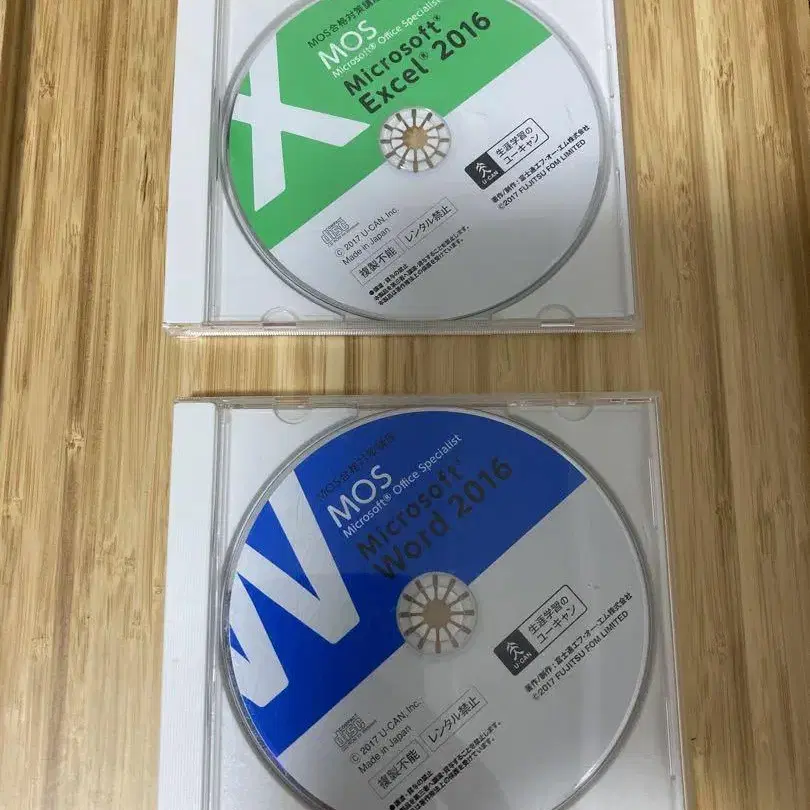 MOS合格対策講座
MOS
Microsoft® Office Specialist
Microsoft®
Excel® 2016
X
生涯学習の
ユーキャン
U-CAN
著作/制作:富士通エフ・オー・エム株式会社
©2017 FUJITSU FOM LIMITED
COMPACT
© 2017 U-CAN, Inc.
Made in Japan
複製不能
レンタル禁止
MOS合格対策講座
MOS
Microsoft® Office Specialist
Microsoft®
Word 2016
W
生涯学習の
ユーキャン
U-CAN
著作/制作:富士通エフ・オー・エム株式会社
©2017 FUJITSU FOM LIMITED
COMPACT
© 2017 U-CAN, Inc.
Made in Japan
複製不能
レンタル禁止